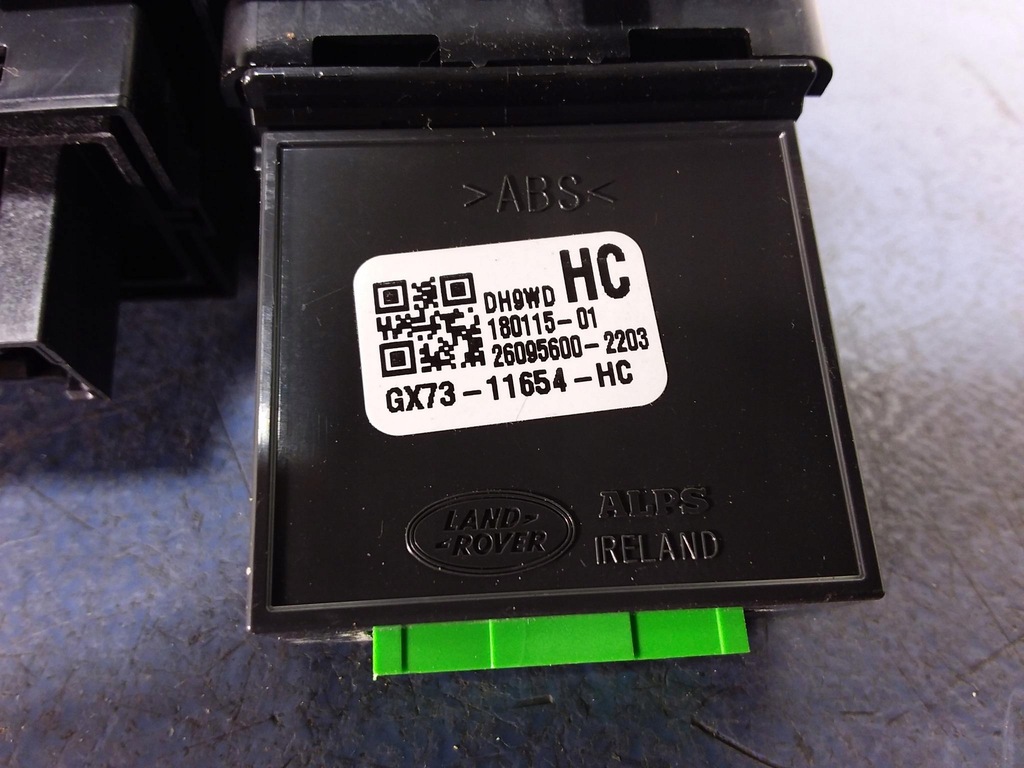 >ABS<
DH9WD HC
180115-01
26095600-2203
GX73-11654-HC
LAND-
-ROVER
ALPS
IRELAND